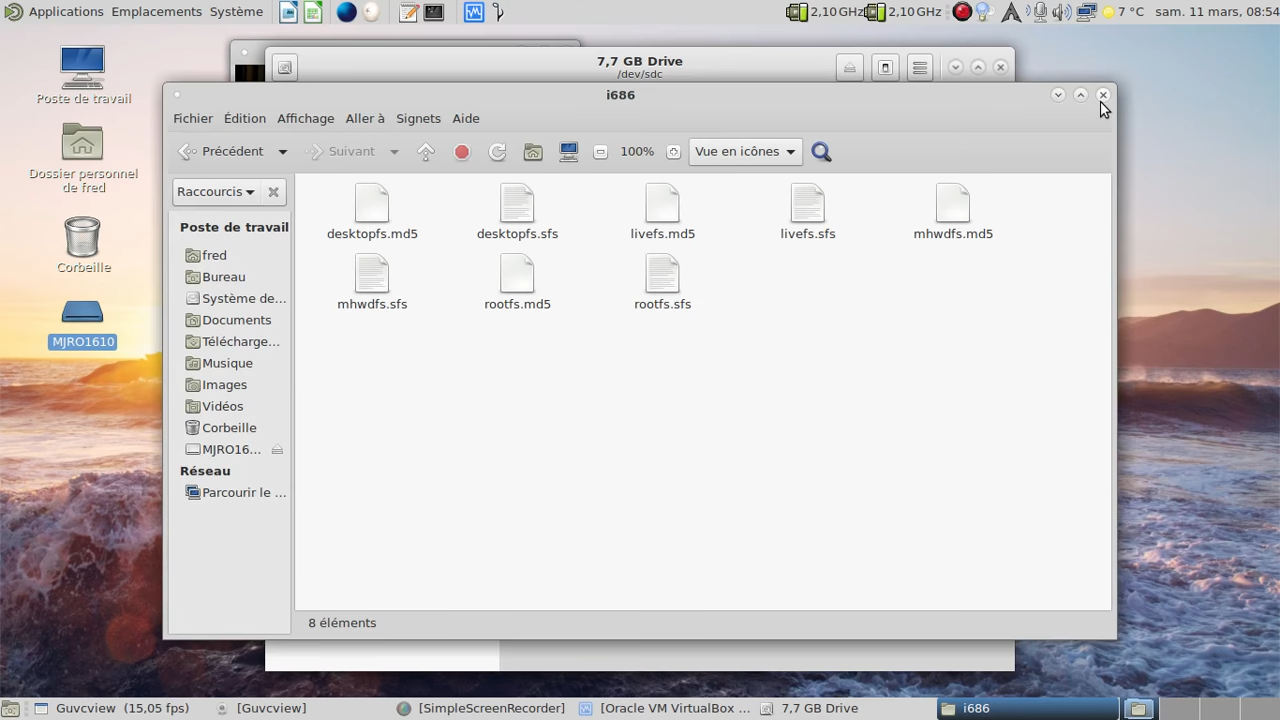 Applications Emplacements Système 2,10 GHz 2,10 GHz 7 °C sam. 11 mars, 08:54
7,7 GB Drive
/dev/sdc
i686
Fichier Édition Affichage Aller à Signets Aide
Précédent Suivant 100% Vue en icônes
Raccourcis
Poste de travail
fred
Bureau
Système de...
Documents
Télécharge...
Musique
Images
Vidéos
Corbeille
MJRO16...
Réseau
Parcourir le ...
desktopfs.md5 desktopfs.sfs livefs.md5 livefs.sfs mhwdfs.md5
mhwdfs.sfs rootfs.md5 rootfs.sfs
8 éléments
Poste de travail
Dossier personnel
de fred
Corbeille
MJRO1610
Guvcview (15,05 fps) [Guvcview] [SimpleScreenRecorder] [Oracle VM VirtualBox ... 7,7 GB Drive i686